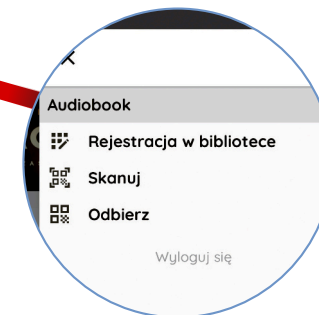 Audiobook
Rejestracja w bibliotece
Skanuj
Odbierz
Wyloguj się